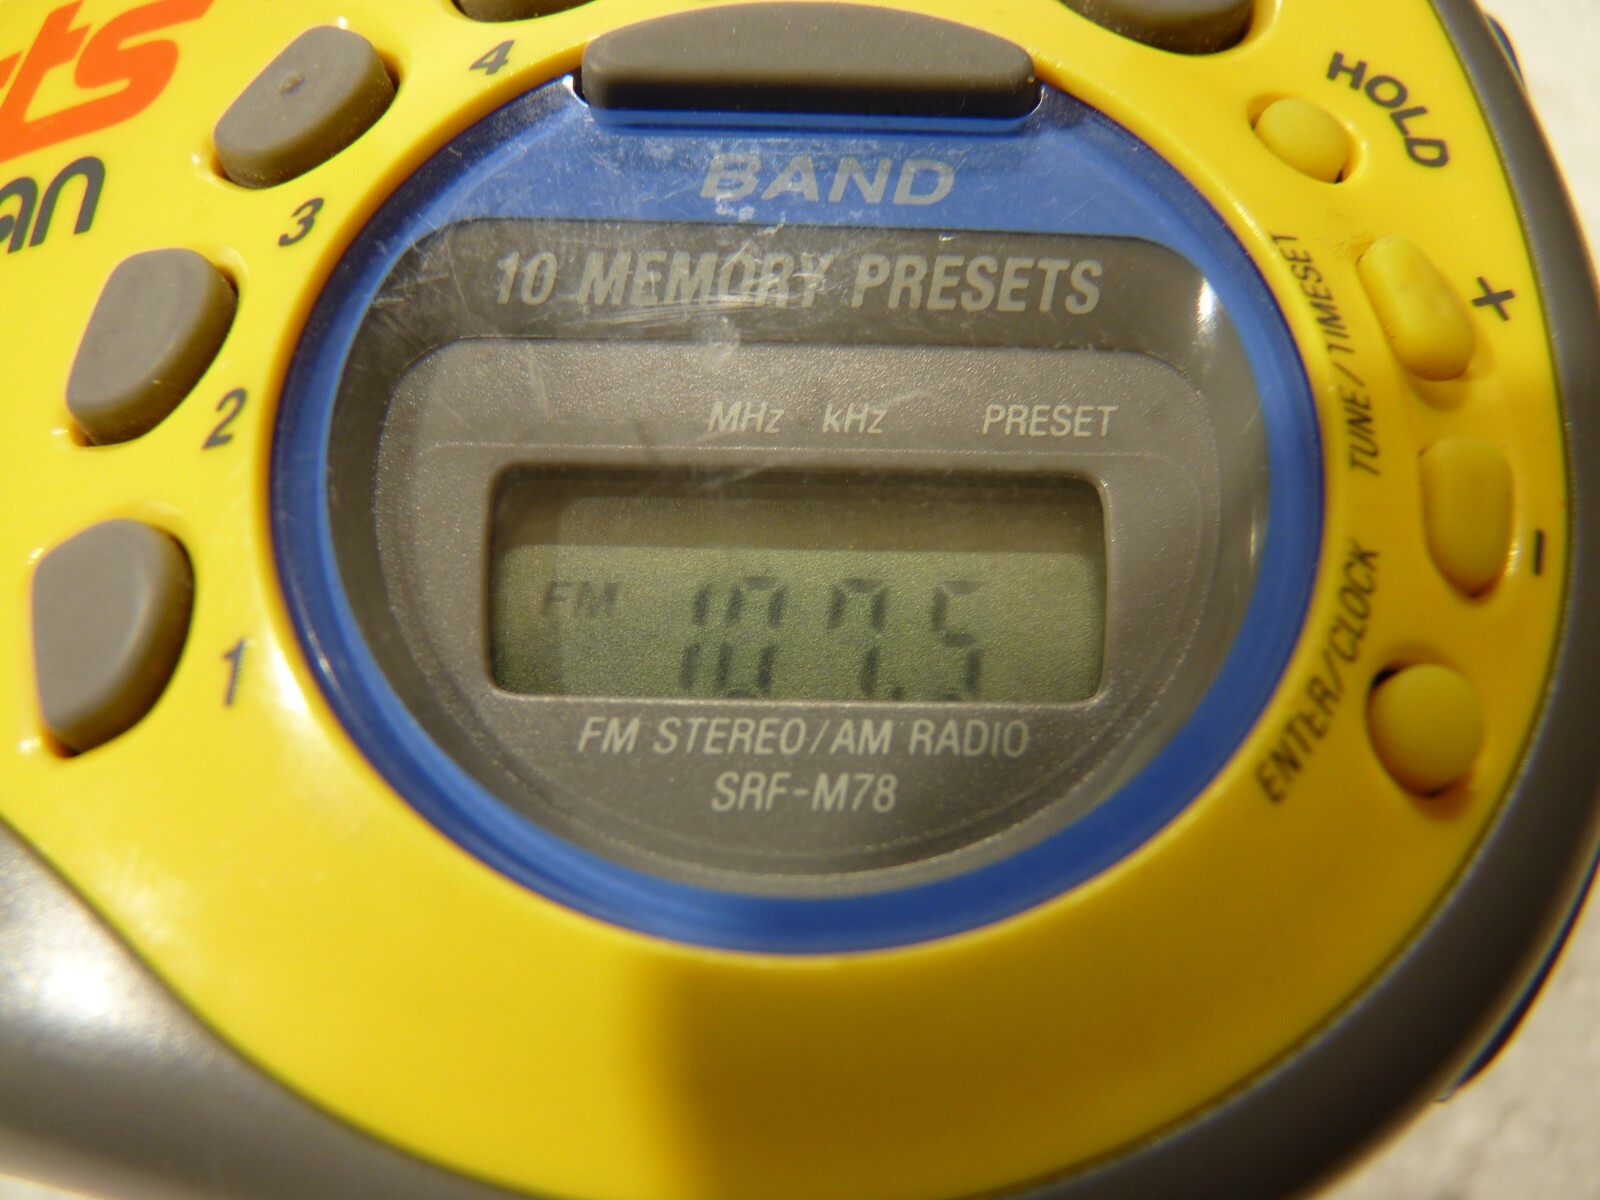 4
HOLD
BAND
3
10 MEMORY PRESETS
+
TUNE/TIMESET
MHz kHz PRESET
2
-
FM 107.5
1
ENTER/CLOCK
FM STEREO/AM RADIO
SRF-M78